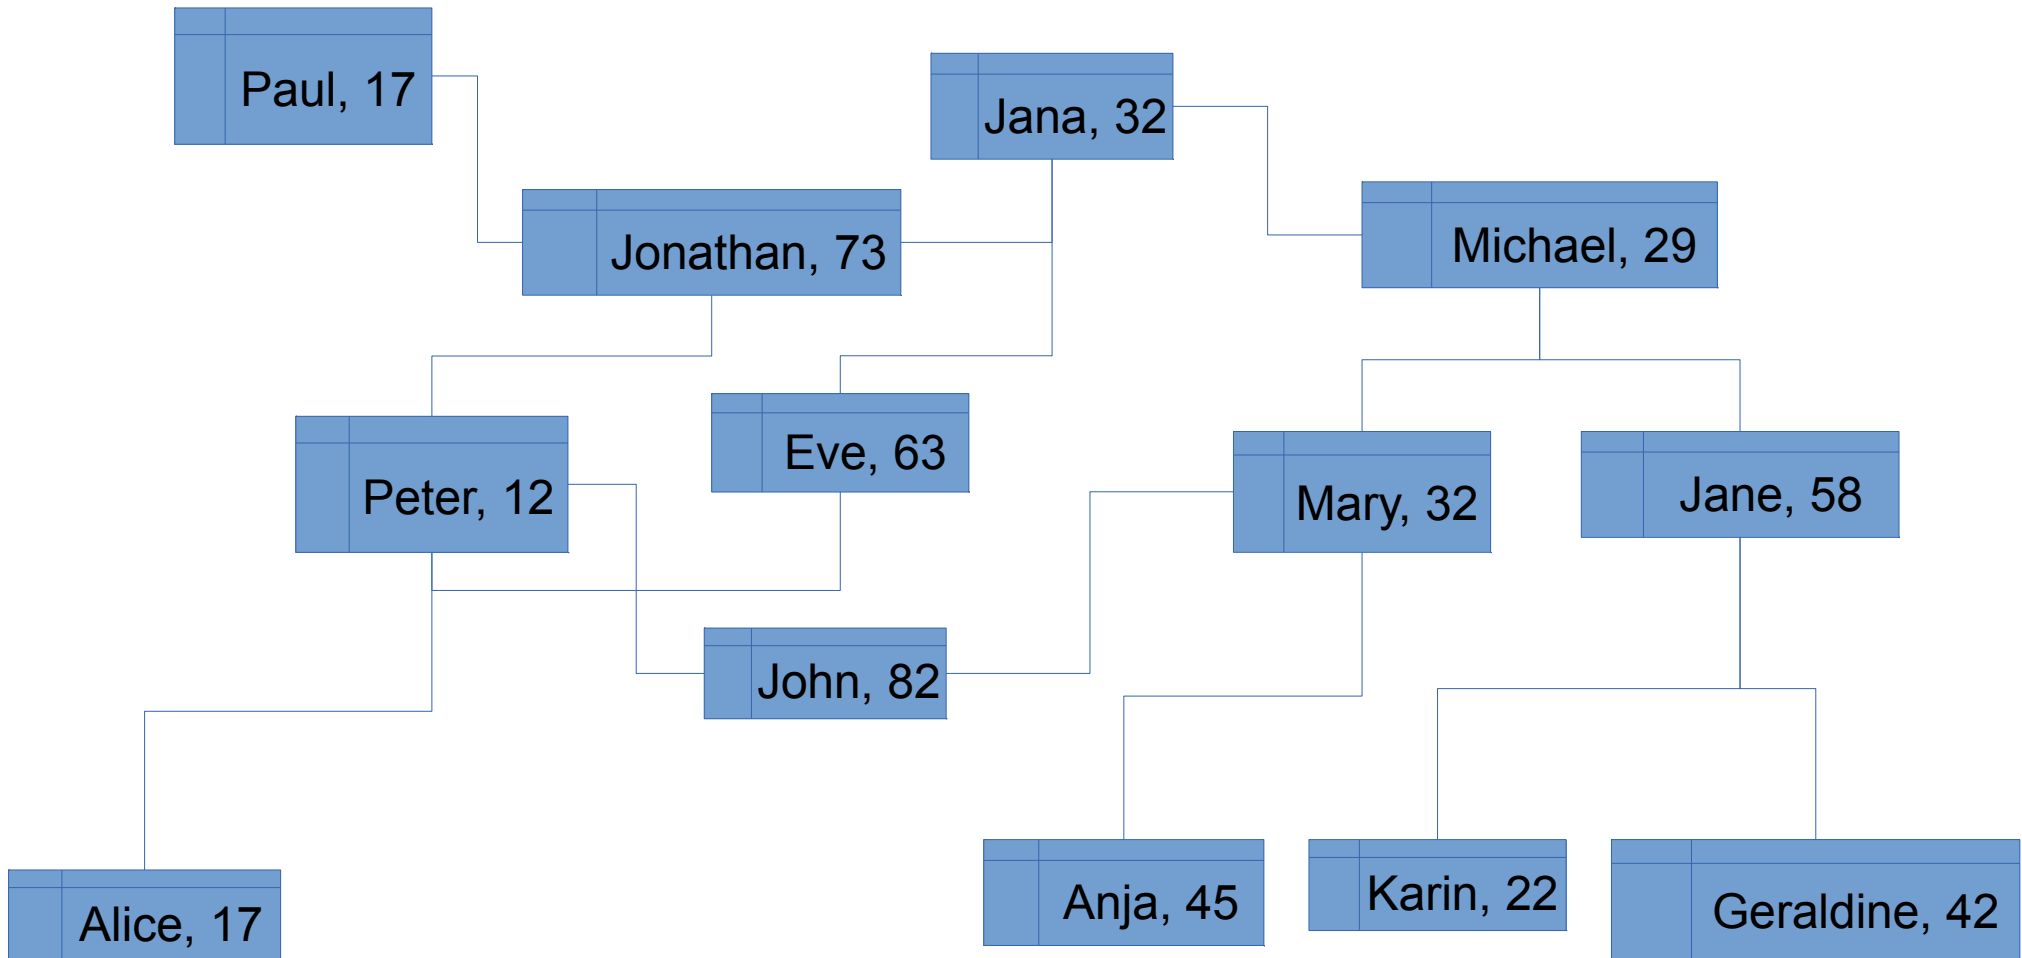 Paul, 17
Jana, 32
Jonathan, 73
Michael, 29
Eve, 63
Peter, 12
Mary, 32
Jane, 58
John, 82
Anja, 45
Karin, 22
Geraldine, 42
Alice, 17